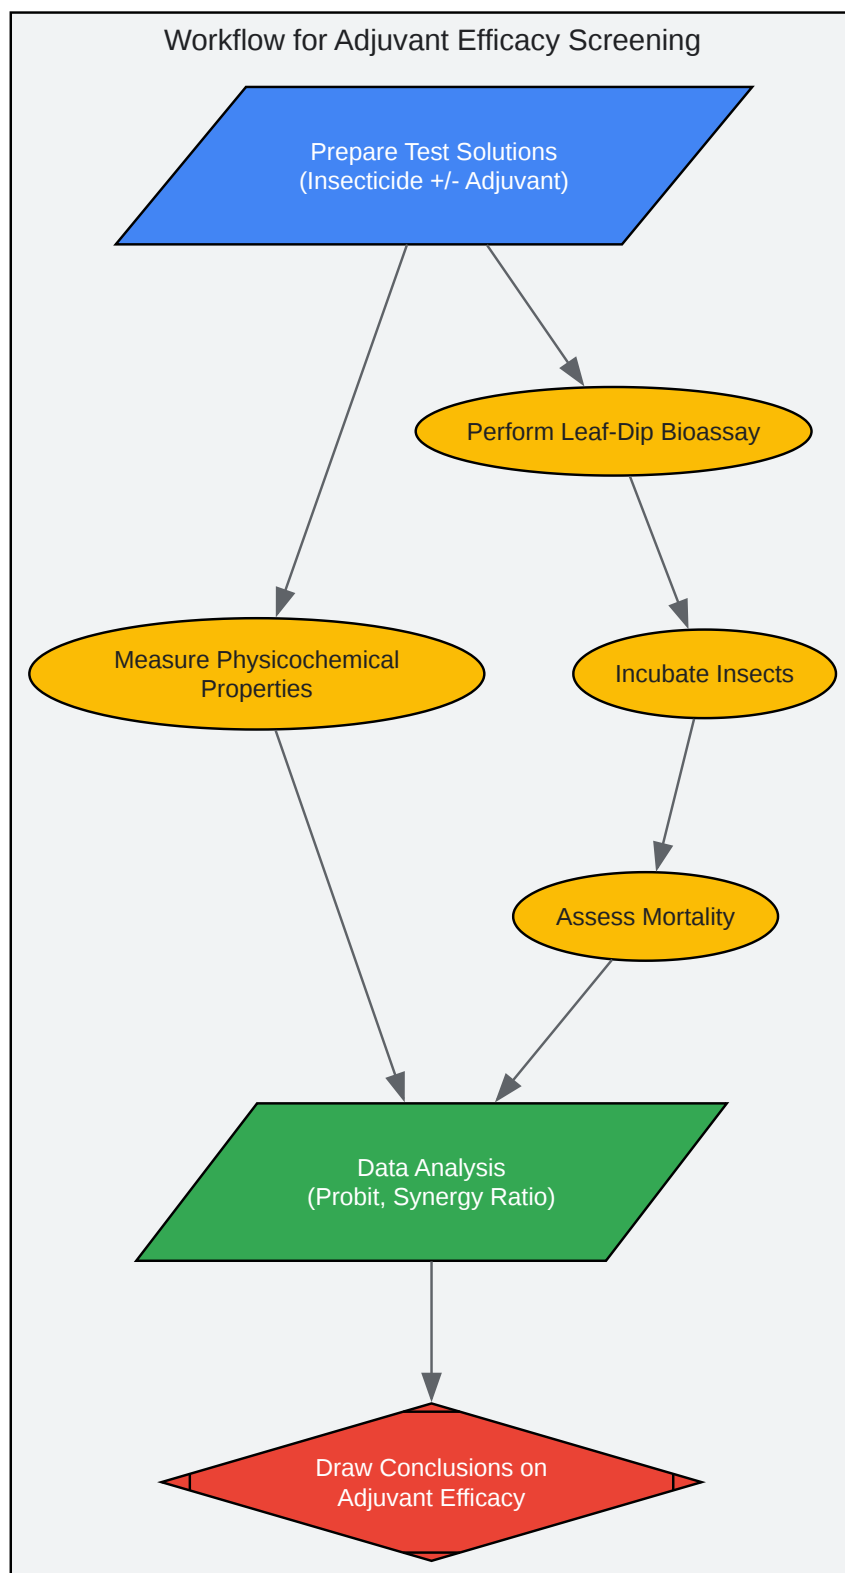 Workflow for Adjuvant Efficacy Screening
Prepare Test Solutions
(Insecticide +/- Adjuvant)
Perform Leaf-Dip Bioassay
Measure Physicochemical
Properties
Incubate Insects
Assess Mortality
Data Analysis
(Probit, Synergy Ratio)
Draw Conclusions on
Adjuvant Efficacy